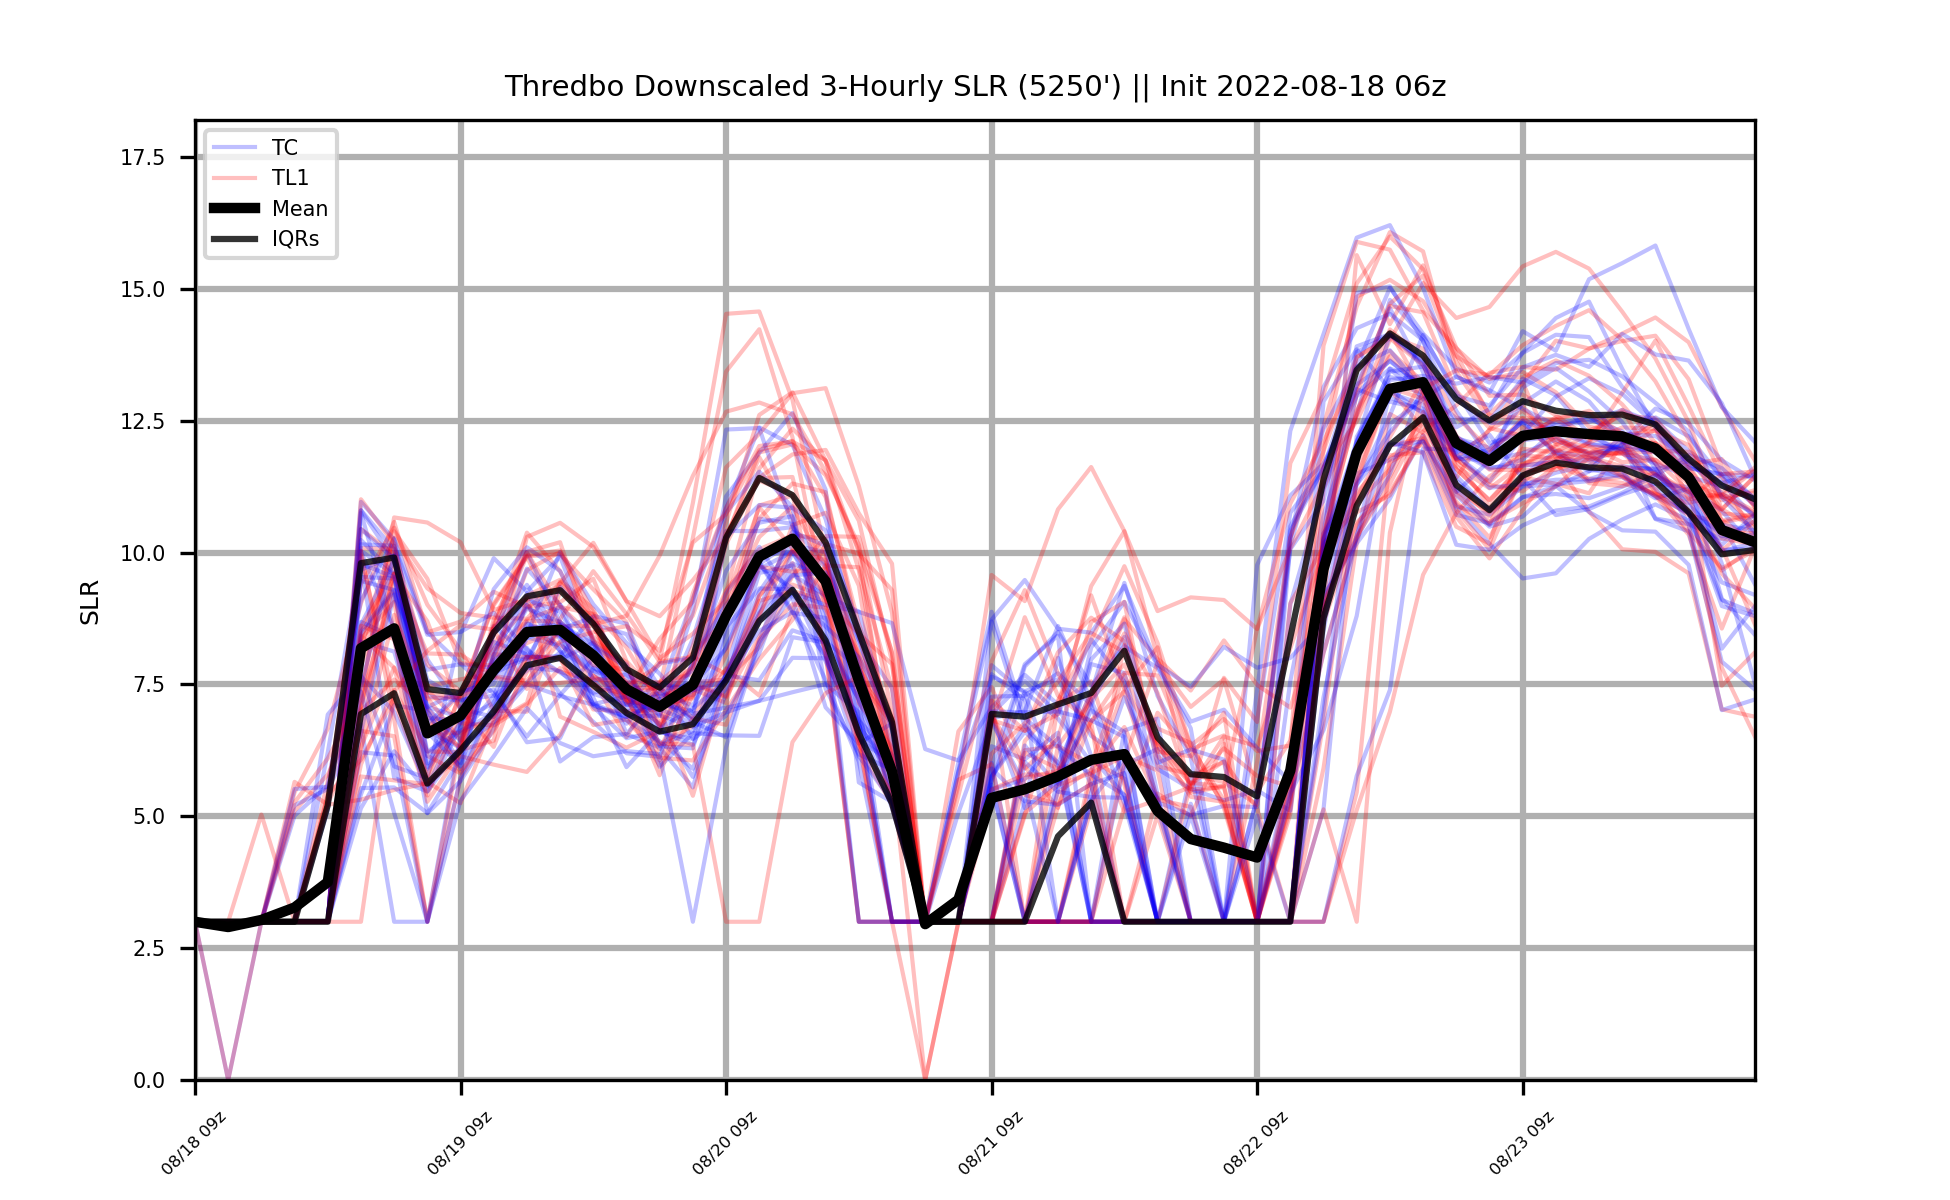 Thredbo Downscaled 3-Hourly SLR (5250') || Init 2022-08-18 06z
TC
TL1
Mean
IQRs
17.5
15.0
12.5
10.0
7.5
5.0
2.5
0.0
SLR
08/18 09z
08/19 09z
08/20 09z
08/21 09z
08/22 09z
08/23 09z